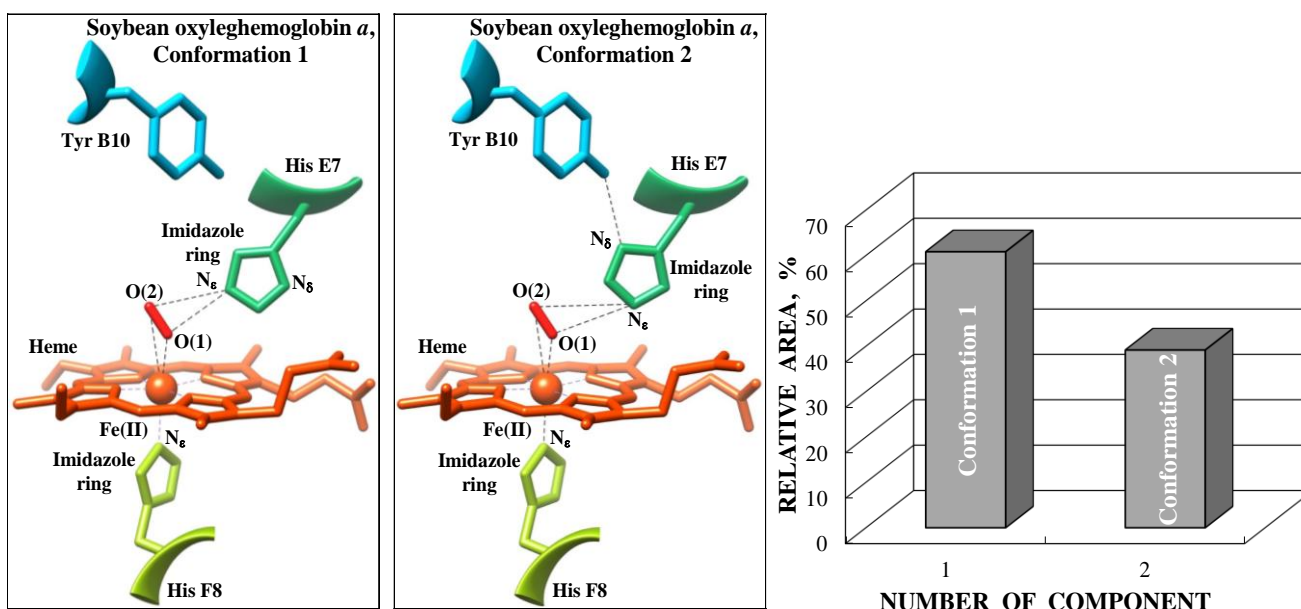 Soybean oxyleghemoglobin a,
Conformation 1
Tyr B10
His E7
Imidazole
ring
Nε
Nδ
O(2)
O(1)
Heme
Fe(II)
Nε
Imidazole
ring
His F8
Soybean oxyleghemoglobin a,
Conformation 2
Tyr B10
His E7
Nδ
Imidazole
ring
O(2)
Nε
O(1)
Heme
Fe(II)
Nε
Imidazole
ring
His F8
RELATIVE AREA, %
70
60
50
40
30
20
10
0
Conformation 1
Conformation 2
1
2
NUMBER OF COMPONENT